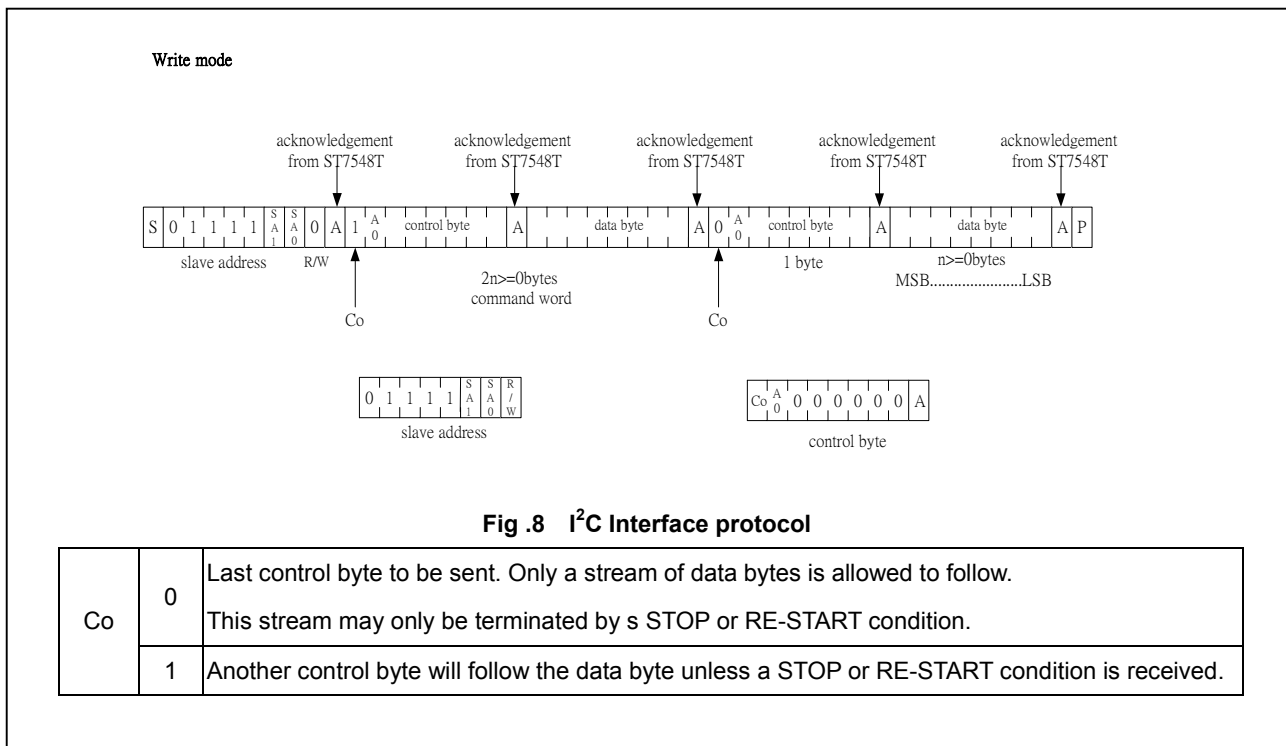 Write mode
acknowledgement acknowledgement acknowledgement acknowledgement acknowledgement
from ST7548T from ST7548T from ST7548T from ST7548T from ST7548T
S 0 1 1 1 1 SA1 SA0 0 A 1 A0 control byte A data byte A 0 A0 control byte A data byte A P
slave address R/W 1 byte n>=0bytes
2n>=0bytes MSB.......................LSB
command word
Co Co
0 1 1 1 1 SA1 SA0 R/W Co A0 0 0 0 0 0 0 A
slave address control byte
Fig .8 I²C Interface protocol
Co 0 Last control byte to be sent. Only a stream of data bytes is allowed to follow.
This stream may only be terminated by s STOP or RE-START condition.
1 Another control byte will follow the data byte unless a STOP or RE-START condition is received.